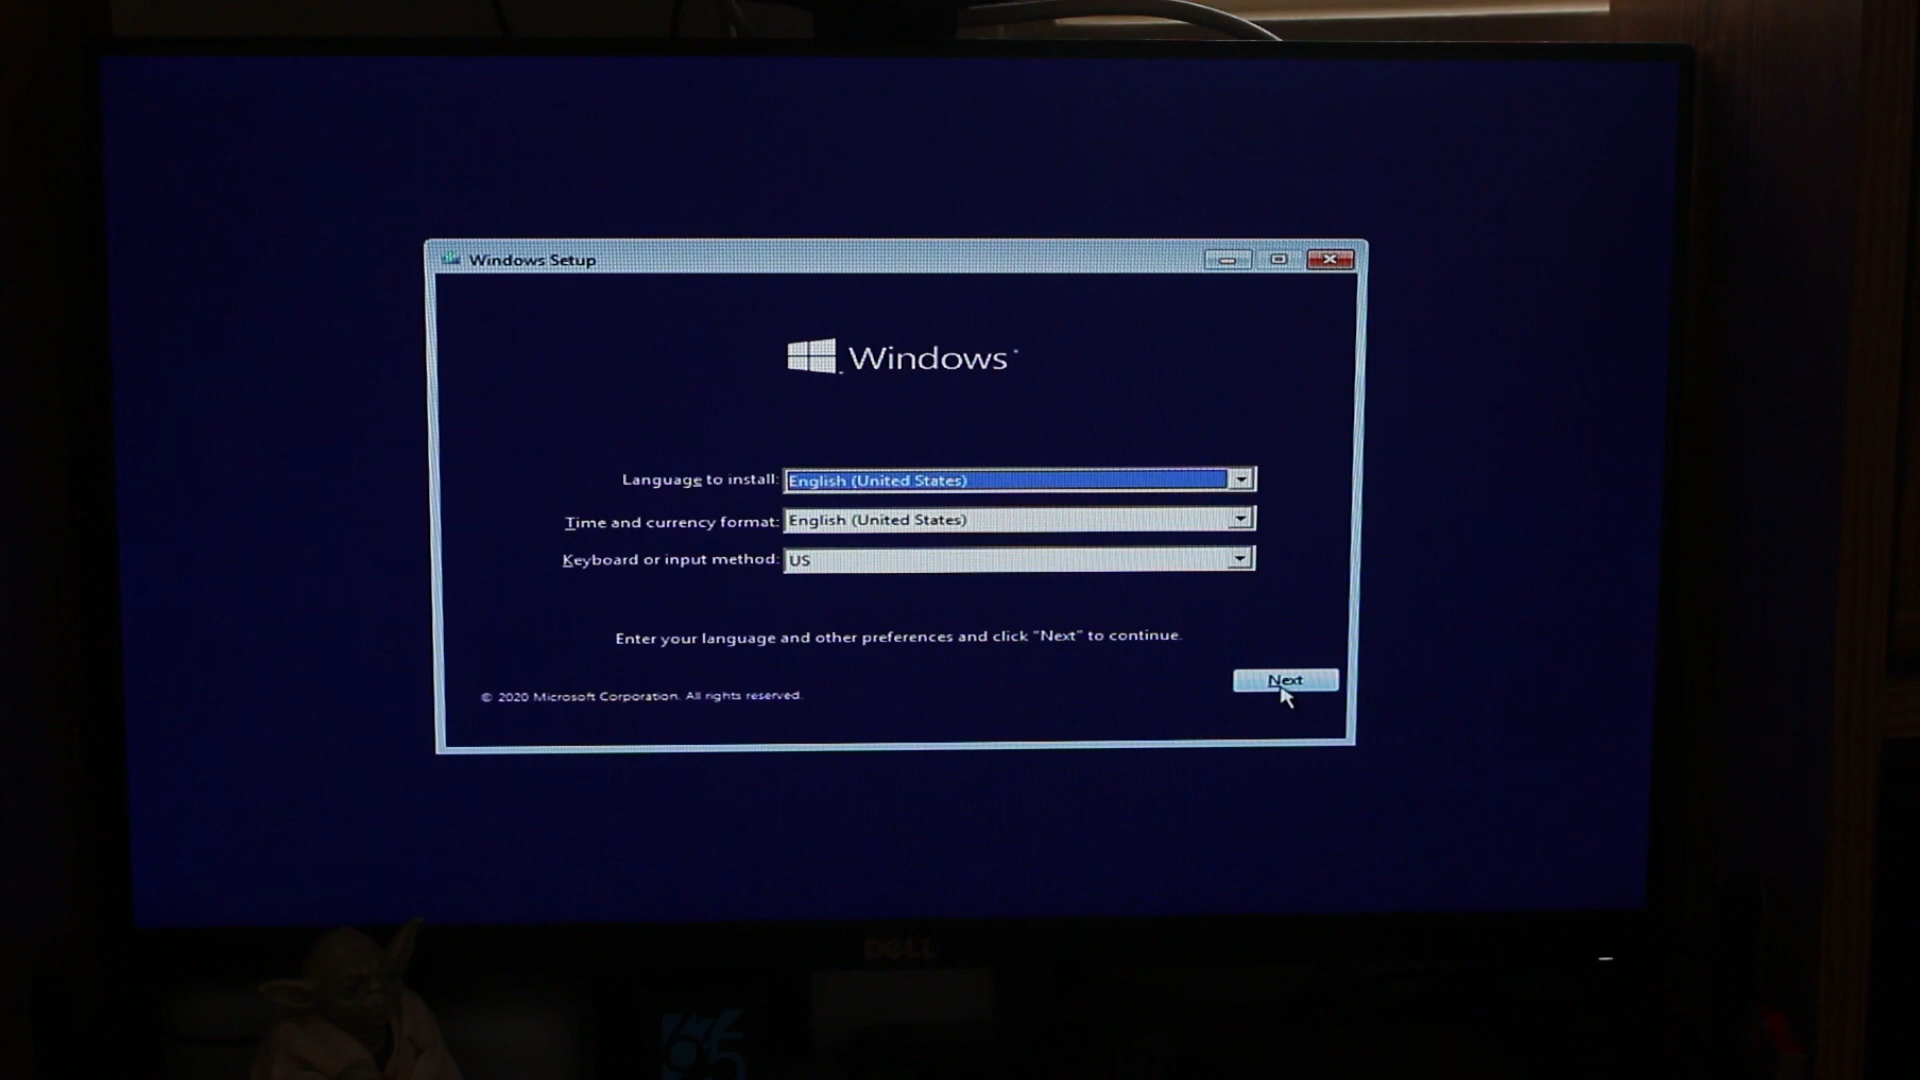 Windows Setup
Windows
Language to install: English (United States)
Time and currency format: English (United States)
Keyboard or input method: US
Enter your language and other preferences and click "Next" to continue.
Next
© 2020 Microsoft Corporation. All rights reserved.
DELL